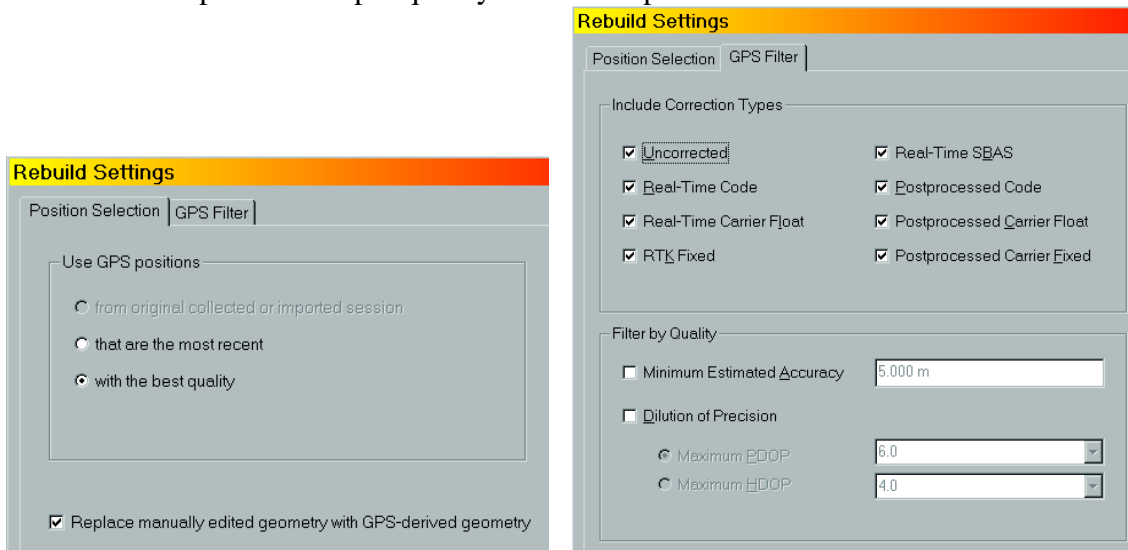 Rebuild Settings
Position Selection GPS Filter
Use GPS positions
from original collected or imported session
that are the most recent
with the best quality
Replace manually edited geometry with GPS-derived geometry
Rebuild Settings
Position Selection GPS Filter
Include Correction Types
Uncorrected Real-Time SBAS
Real-Time Code Postprocessed Code
Real-Time Carrier Float Postprocessed Carrier Float
RTK Fixed Postprocessed Carrier Fixed
Filter by Quality
Minimum Estimated Accuracy 5.000 m
Dilution of Precision
Maximum PDOP 6.0
Maximum HDOP 4.0